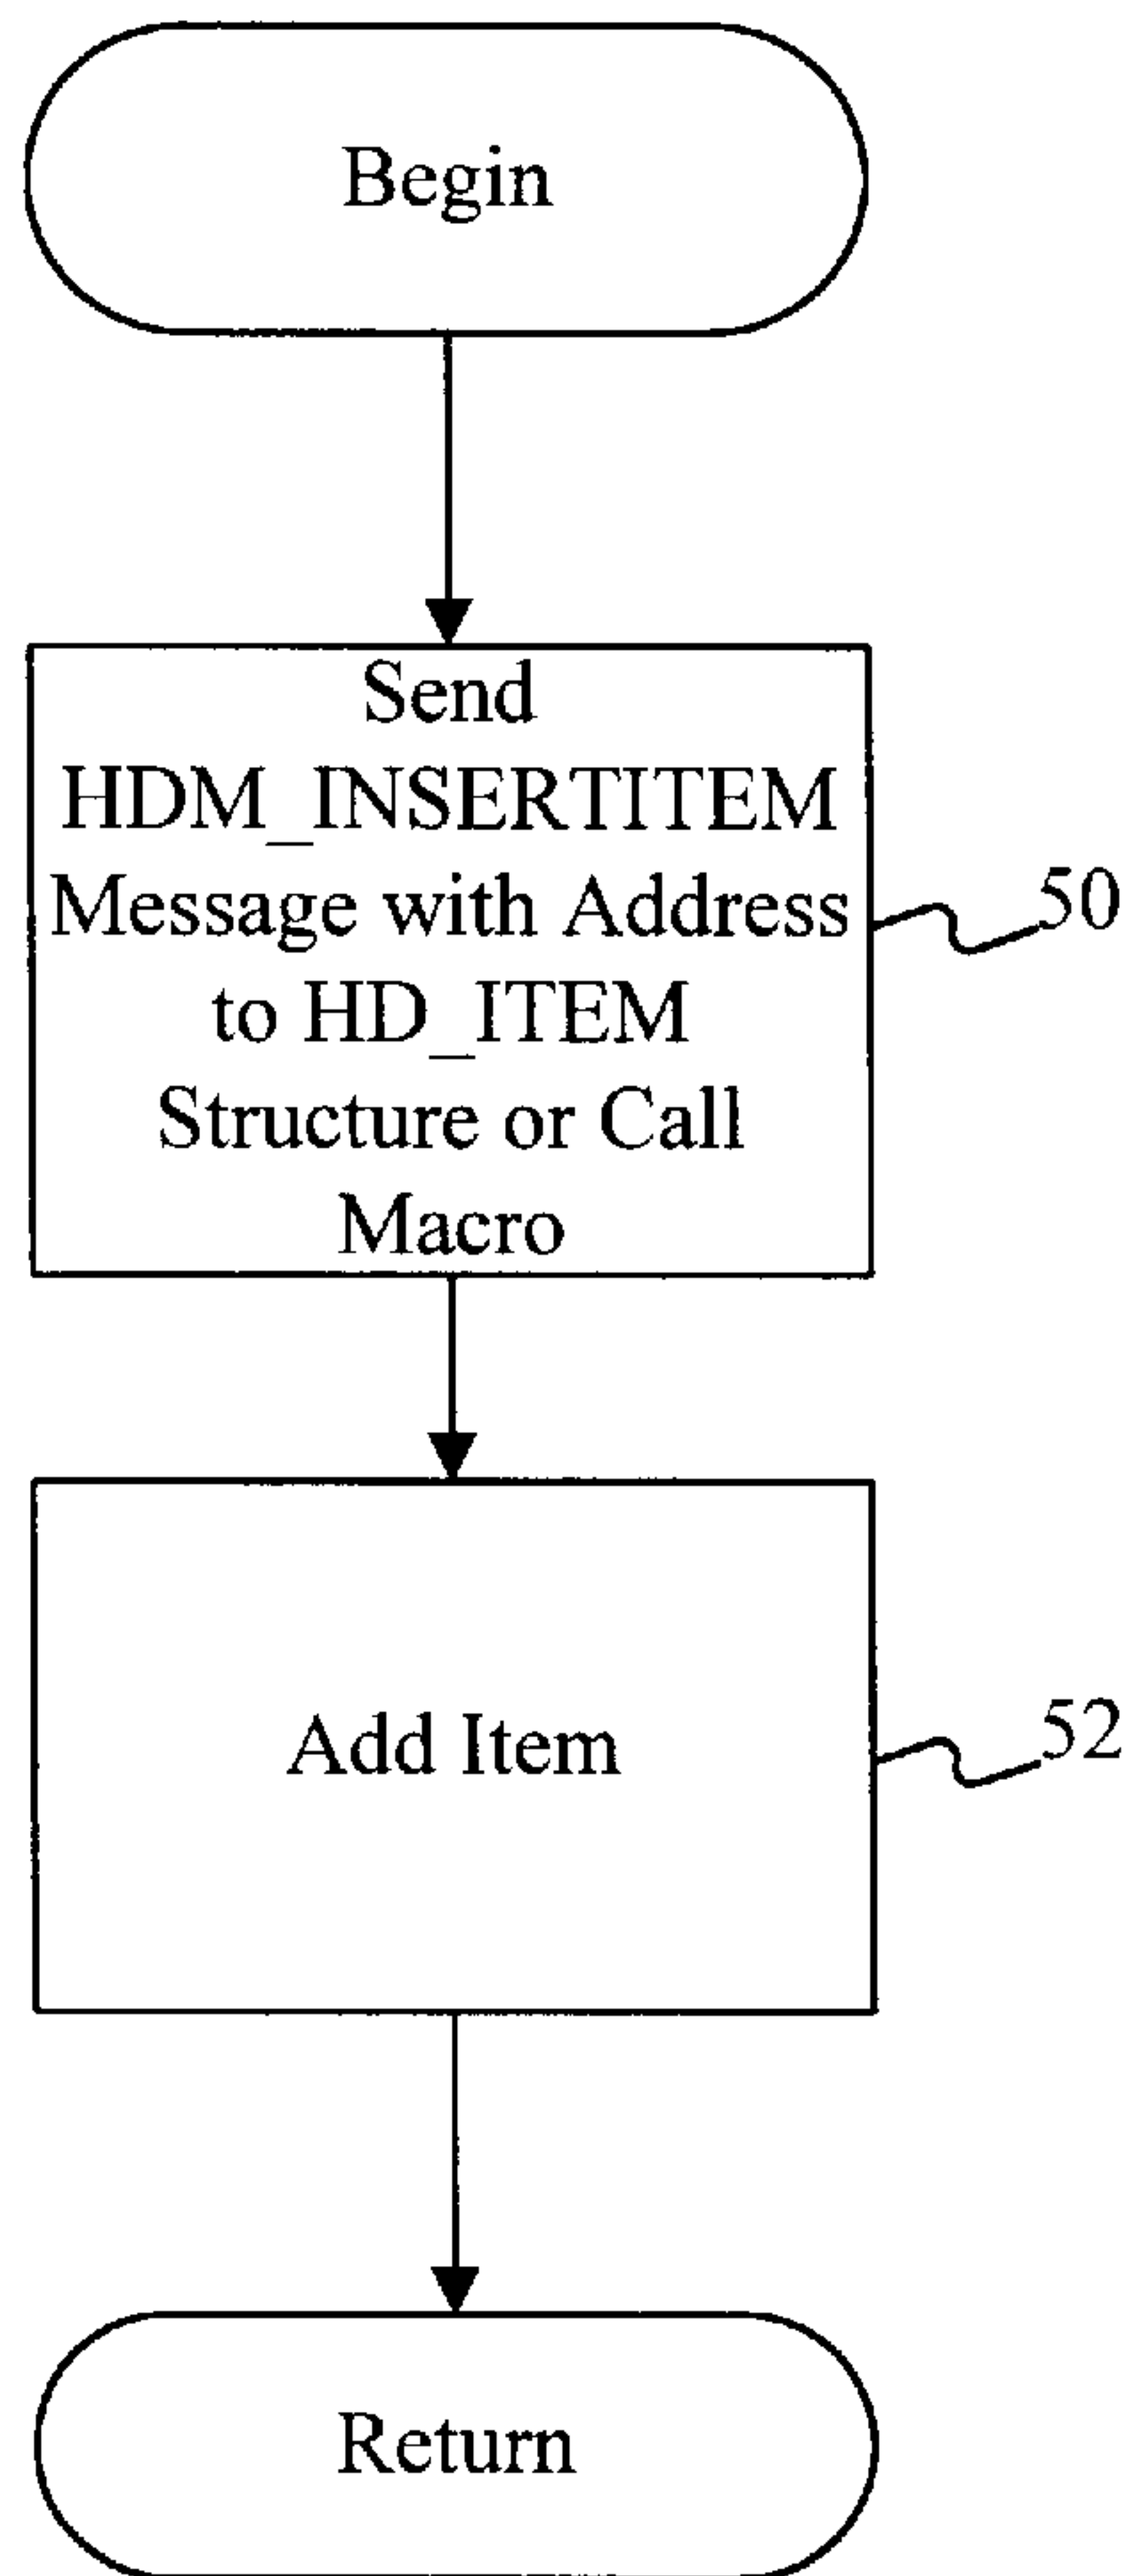 Begin
Send
HDM_INSERTITEM
Message with Address
to HD_ITEM
Structure or Call
Macro
50
Add Item
52
Return